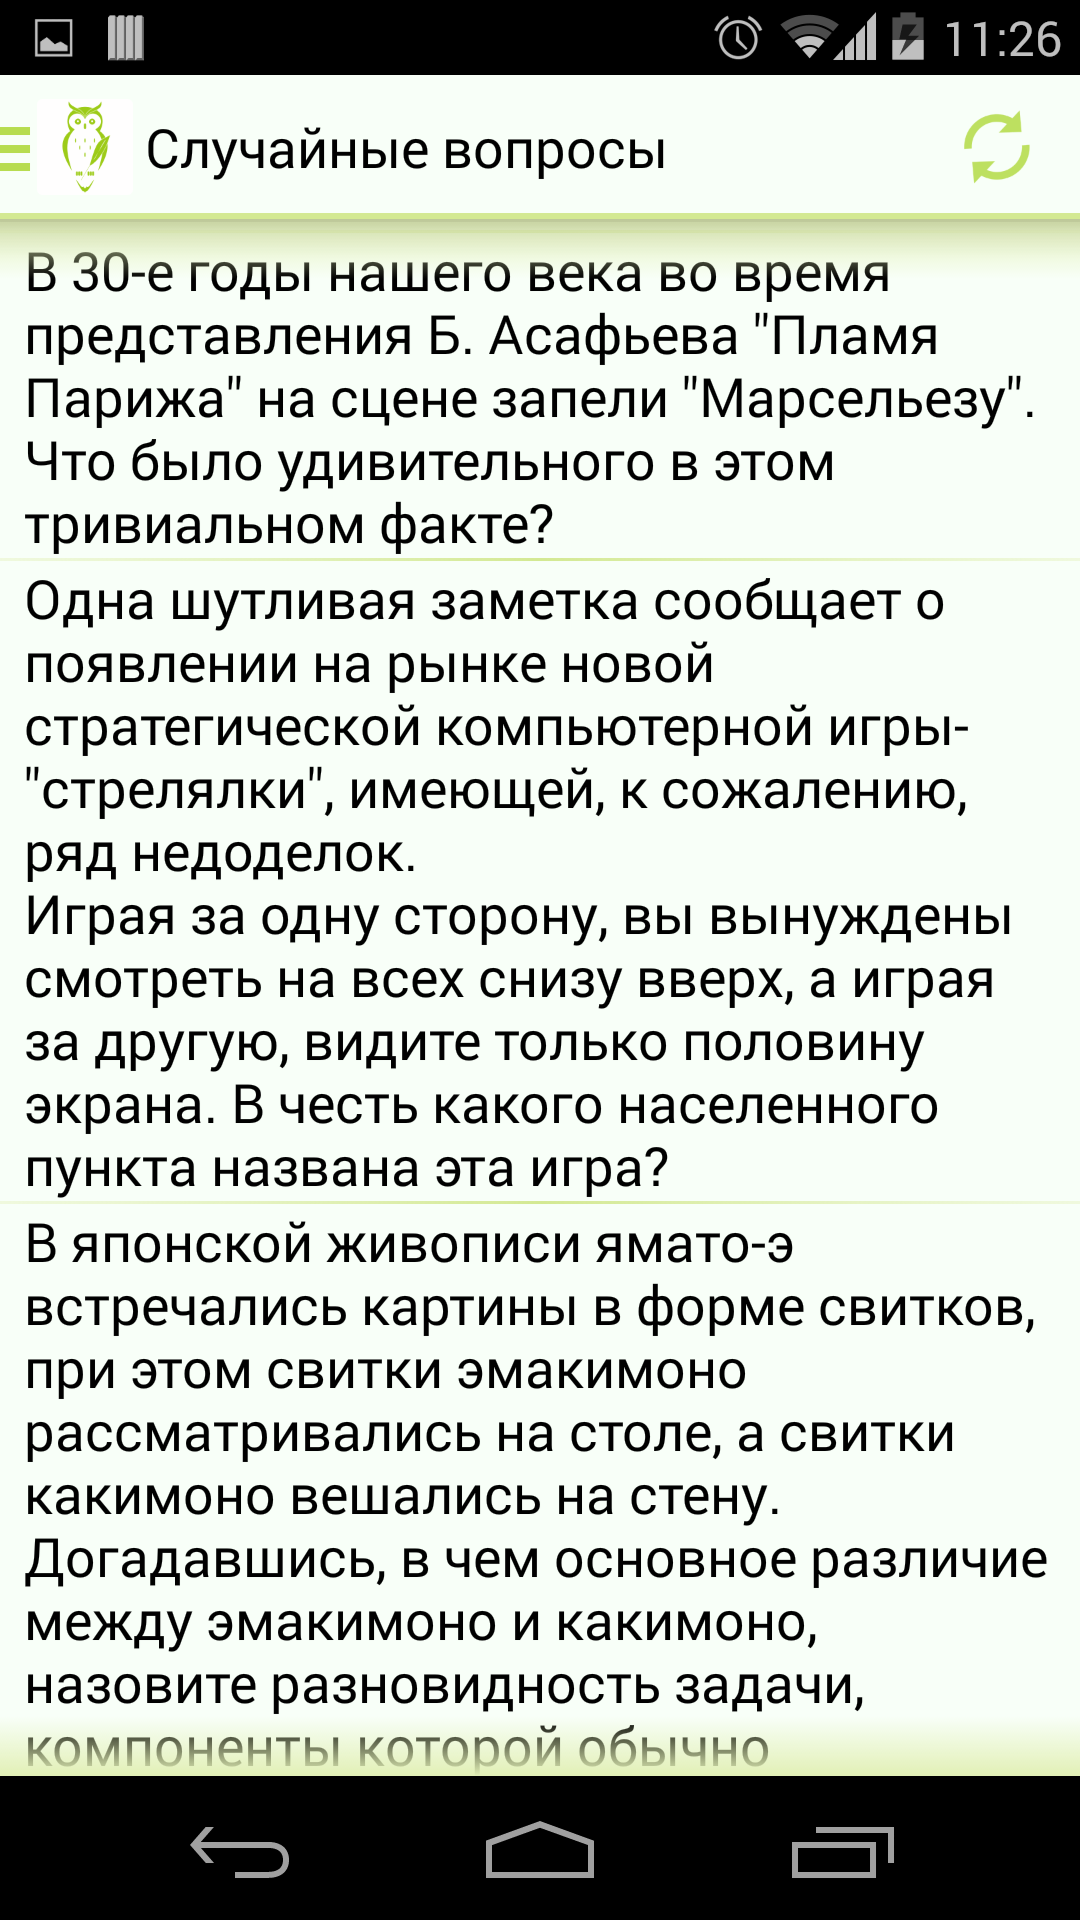 11:26
Случайные вопросы
В 30-е годы нашего века во время
представления Б. Асафьева "Пламя
Парижа" на сцене запели "Марсельезу".
Что было удивительного в этом
тривиальном факте?
Одна шутливая заметка сообщает о
появлении на рынке новой
стратегической компьютерной игры-
"стрелялки", имеющей, к сожалению,
ряд недоделок.
Играя за одну сторону, вы вынуждены
смотреть на всех снизу вверх, а играя
за другую, видите только половину
экрана. В честь какого населенного
пункта названа эта игра?
В японской живописи ямато-э
встречались картины в форме свитков,
при этом свитки эмакимоно
рассматривались на столе, а свитки
какимоно вешались на стену.
Догадавшись, в чем основное различие
между эмакимоно и какимоно,
назовите разновидность задачи,
компоненты которой обычно